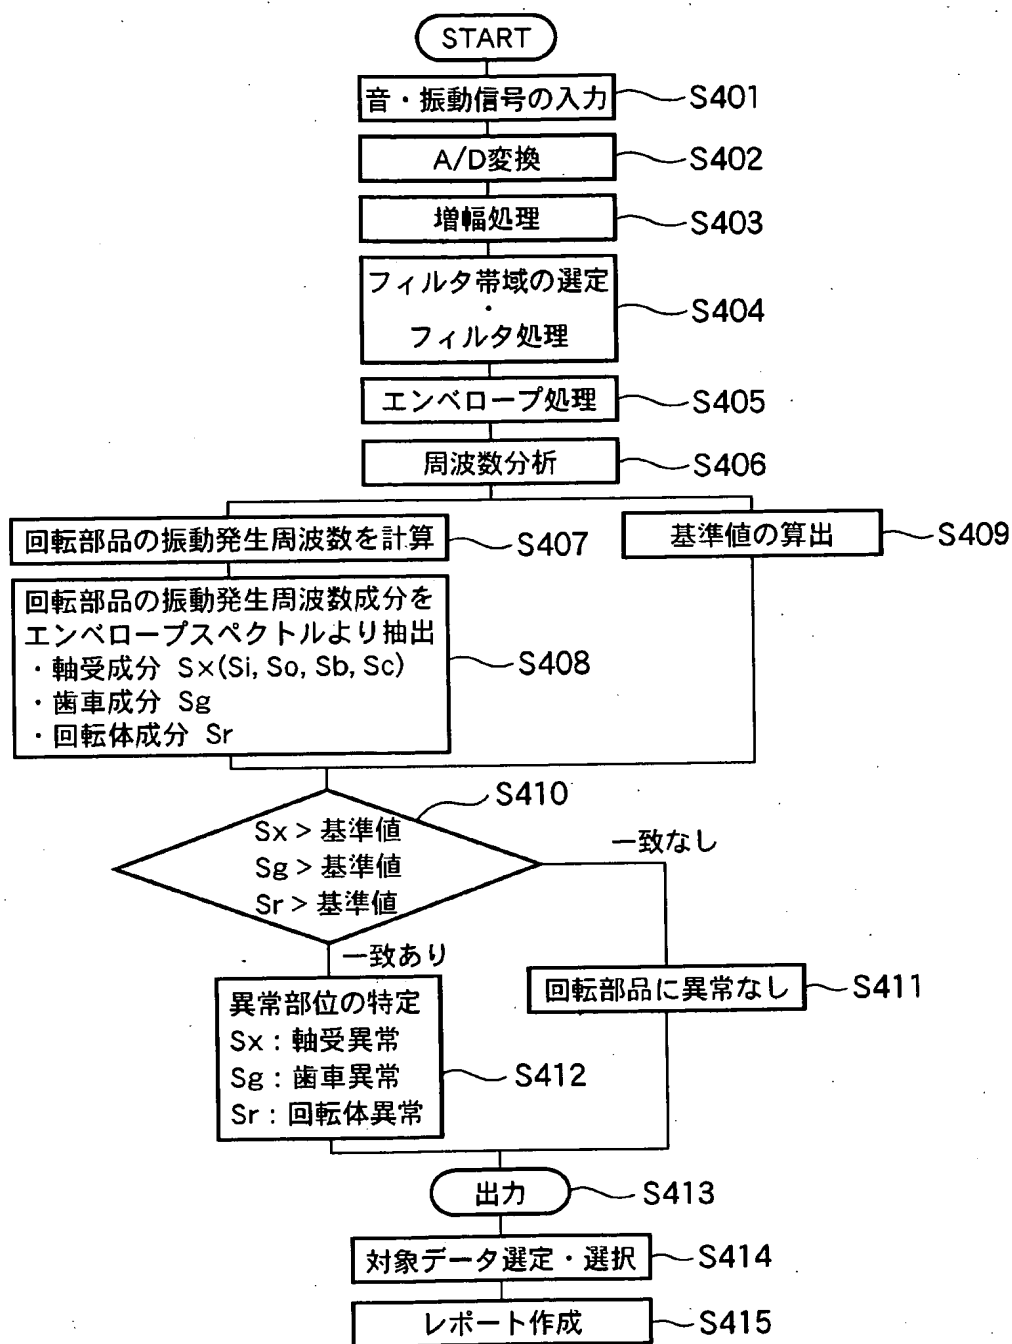 START
音・振動信号の入力 S401
A/D変換 S402
増幅処理 S403
フィルタ帯域の選定
・
フィルタ処理
S404
エンベロープ処理 S405
周波数分析 S406
回転部品の振動発生周波数を計算 S407
基準値の算出 S409
回転部品の振動発生周波数成分を
エンベロープスペクトルより抽出
・軸受成分 Sx(Si, So, Sb, Sc)
・歯車成分 Sg
・回転体成分 Sr
S408
S410
Sx > 基準値
Sg > 基準値
Sr > 基準値
一致なし
一致あり
回転部品に異常なし S411
異常部位の特定
Sx : 軸受異常
Sg : 歯車異常
Sr : 回転体異常
S412
出力 S413
対象データ選定・選択 S414
レポート作成 S415